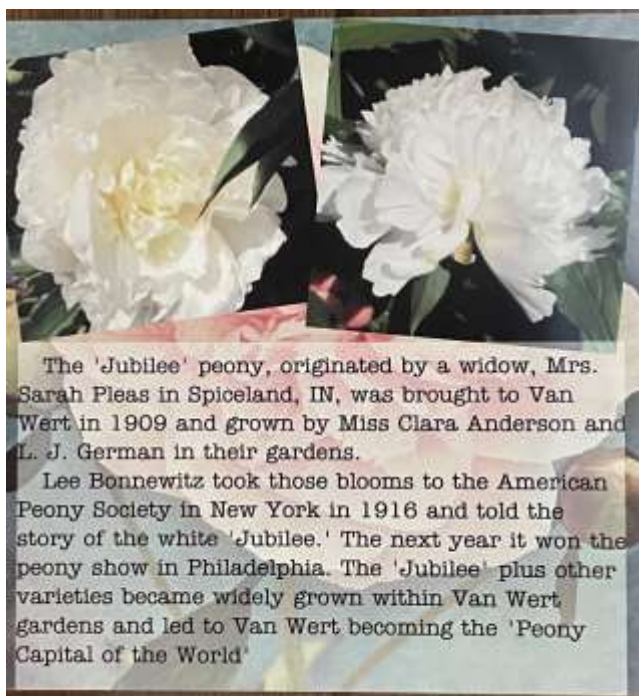 The 'Jubilee' peony, originated by a widow, Mrs.
Sarah Pleas in Spiceland, IN, was brought to Van
Wert in 1909 and grown by Miss Clara Anderson and
L. J. German in their gardens.
Lee Bonnewitz took those blooms to the American
Peony Society in New York in 1916 and told the
story of the white 'Jubilee.' The next year it won the
peony show in Philadelphia. The 'Jubilee' plus other
varieties became widely grown within Van Wert
gardens and led to Van Wert becoming the 'Peony
Capital of the World'